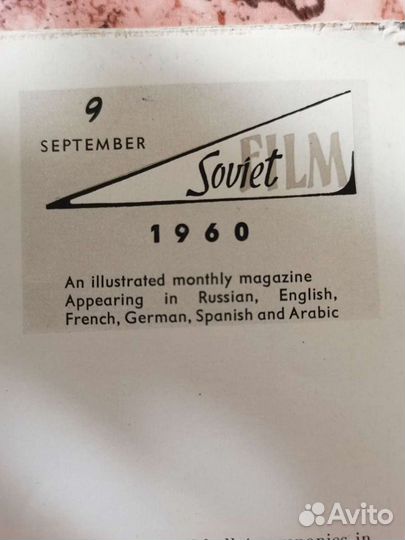 9
SEPTEMBER
Soviet FILM
1960
An illustrated monthly magazine
Appearing in Russian, English,
French, German, Spanish and Arabic
in
Avito